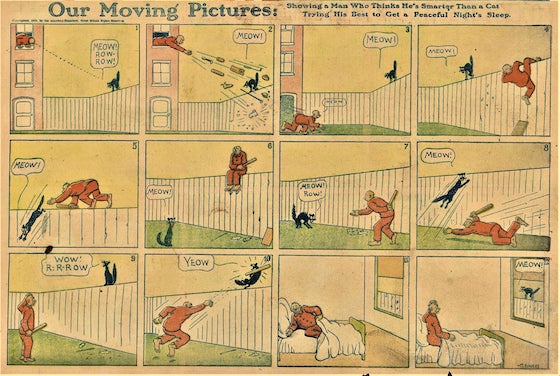 Our Moving Pictures:
Showing a Man Who Thinks He's Smarter Than a Cat
Trying His Best to Get a Peaceful Night's Sleep.
1
MEOW!
ROW-
ROW!
2
MEOW!
3
MEOW!
MEOW
4
MEOW!
5
MEOW!
6
MEOW!
7
MEOW!
ROW!
8
MEOW!
9
WOW!
R-R-ROW
10
YEOW
MEOW!